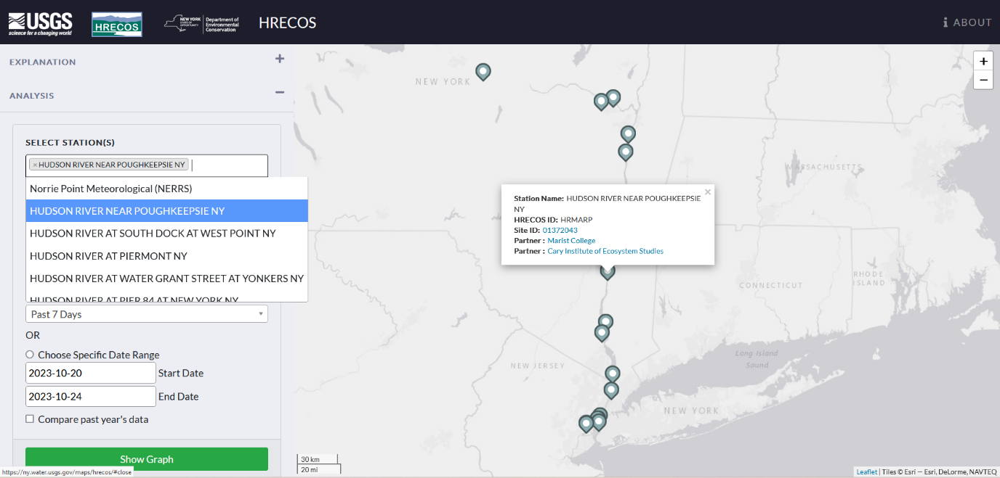 USGS
science for a changing world
HRECOS
NEW YORK
STATE OF
OPPORTUNITY
Department of
Environmental
Conservation
HRECOS
ABOUT
EXPLANATION
+
ANALYSIS
−
SELECT STATION(S)
× HUDSON RIVER NEAR POUGHKEEPSIE NY
Norrie Point Meteorological (NERRS)
HUDSON RIVER NEAR POUGHKEEPSIE NY
HUDSON RIVER AT SOUTH DOCK AT WEST POINT NY
HUDSON RIVER AT PIERMONT NY
HUDSON RIVER AT WATER GRANT STREET AT YONKERS NY
HUDSON RIVER AT PIER 84 AT NEW YORK NY
Past 7 Days
OR
Choose Specific Date Range
2023-10-20 Start Date
2023-10-24 End Date
Compare past year's data
Show Graph
https://ny.water.usgs.gov/maps/hrecos/#close
+
−
NEW YORK
MASSACHUSETTS
×
Station Name: HUDSON RIVER NEAR POUGHKEEPSIE
NY
HRECOS ID: HRMARP
Site ID: 01372043
Partner : Marist College
Partner : Cary Institute of Ecosystem Studies
RHODE
ISLAND
CONNECTICUT
Long Island
Sound
NEW JERSEY
NEW YORK
30 km
20 mi
Leaflet | Tiles © Esri — Esri, DeLorme, NAVTEQ